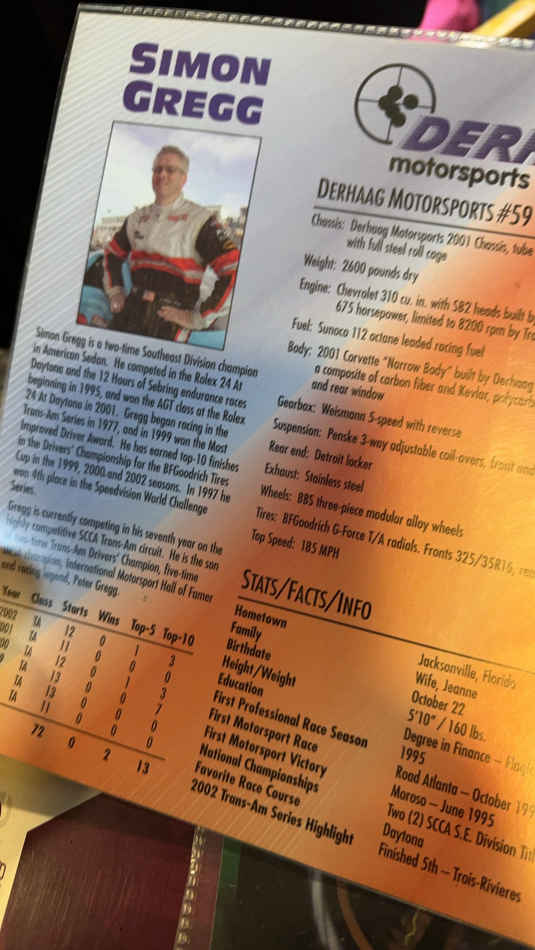 SIMON
GREGG
DERH
motorsports
DERHAAG MOTORSPORTS #59
Chassis: Derhaag Motorsports 2001 Chassis, tube
with full steel roll cage
Weight: 2600 pounds dry
Engine: Chevrolet 310 cu. in. with SB2 heads built by
675 horsepower, limited to 8200 rpm by
Fuel: Sunoco 112 octane leaded racing fuel
Body: 2001 Corvette "Narrow Body" built by Derhaag
a composite of carbon fiber and Kevlar,
and rear window
Gearbox: Weismann 5-speed with reverse
Suspension: Penske 3-way adjustable coil-overs, front and
Rear end: Detroit locker
Exhaust: Stainless steel
Wheels: BBS three-piece modular alloy wheels
Tires: BFGoodrich G-Force T/A radials. Fronts 325/35R16,
Top Speed: 185 MPH
Simon Gregg is a two-time Southeast Division champion
in American Sedan. He competed in the Rolex 24 At
Daytona and the 12 Hours of Sebring endurance races
beginning in 1995, and won the AGT class at the Rolex
24 At Daytona in 2001. Gregg began racing in the
Trans-Am Series in 1977, and in 1999 won the Most
Improved Driver Award. He has earned top-10 finishes
in the Drivers' Championship for the BFGoodrich Tires
Cup in the 1999, 2000 and 2002 seasons. In 1997 he
was 4th place in the Speedvision World Challenge
Series.
Gregg is currently competing in his seventh year on the
highly competitive SCCA Trans-Am circuit. He is the son
two-time Trans-Am Drivers' Champion, five-time
champion, International Motorsport Hall of Famer
and racing legend, Peter Gregg.
Year Class Starts Wins Top-5 Top-10
2002 TA 12 0 1 3
001 TA 11 0 0 0
00 TA 12 0 1 3
9 TA 13 0 0 7
TA 13 0 0 0
TA 11 0 0 0
72 0 2 13
STATS/FACTS/INFO
Hometown Jacksonville, Florida
Family Wife, Jeanne
Birthdate October 22
Height/Weight 5'10" / 160 lbs.
Education Degree in Finance –
First Professional Race Season 1995
First Motorsport Race Road Atlanta – October
First Motorsport Victory Moroso – June 1995
National Championships Two (2) SCCA S.E. Division
Favorite Race Course Daytona
2002 Trans-Am Series Highlight Finished 5th – Trois-Rivieres